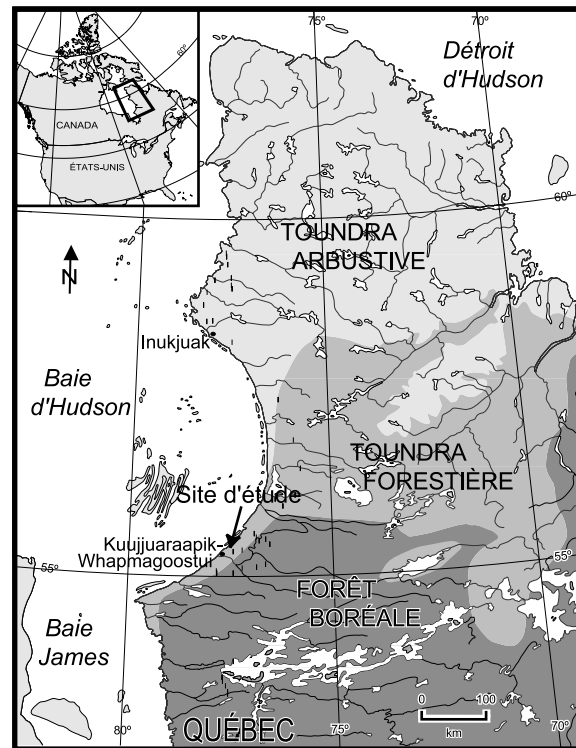 75°
70°
60°
CANADA
ÉTATS-UNIS
Détroit
d'Hudson
60°
TOUNDRA
ARBUSTIVE
N
Inukjuak
Baie
d'Hudson
TOUNDRA
FORESTIÈRE
Site d'étude
Kuujjuaraapik-
Whapmagoostui
55°
55°
FORÊT
BORÉALE
Baie
James
0 100
km
QUÉBEC
80°
75°
70°